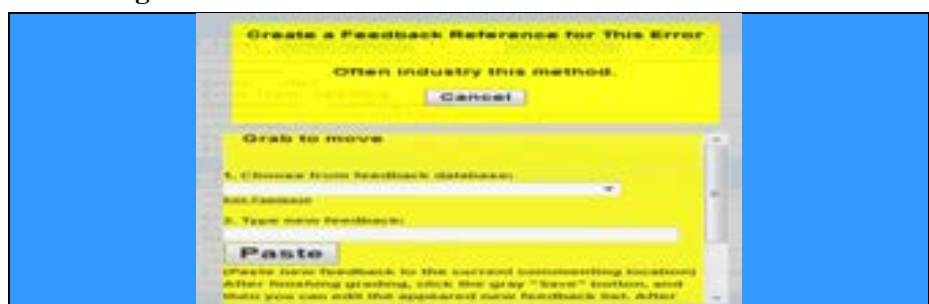 Create a Feedback Reference for This Error
Often industry this method.
Cancel
Grab to move
1. Choose from feedback database:
Edit Feedback
2. Type new feedback:
Paste
(Paste new feedback to the current commenting location)
After finishing grading, click the gray "Save" button, and
then you can edit the appeared new feedback list. After